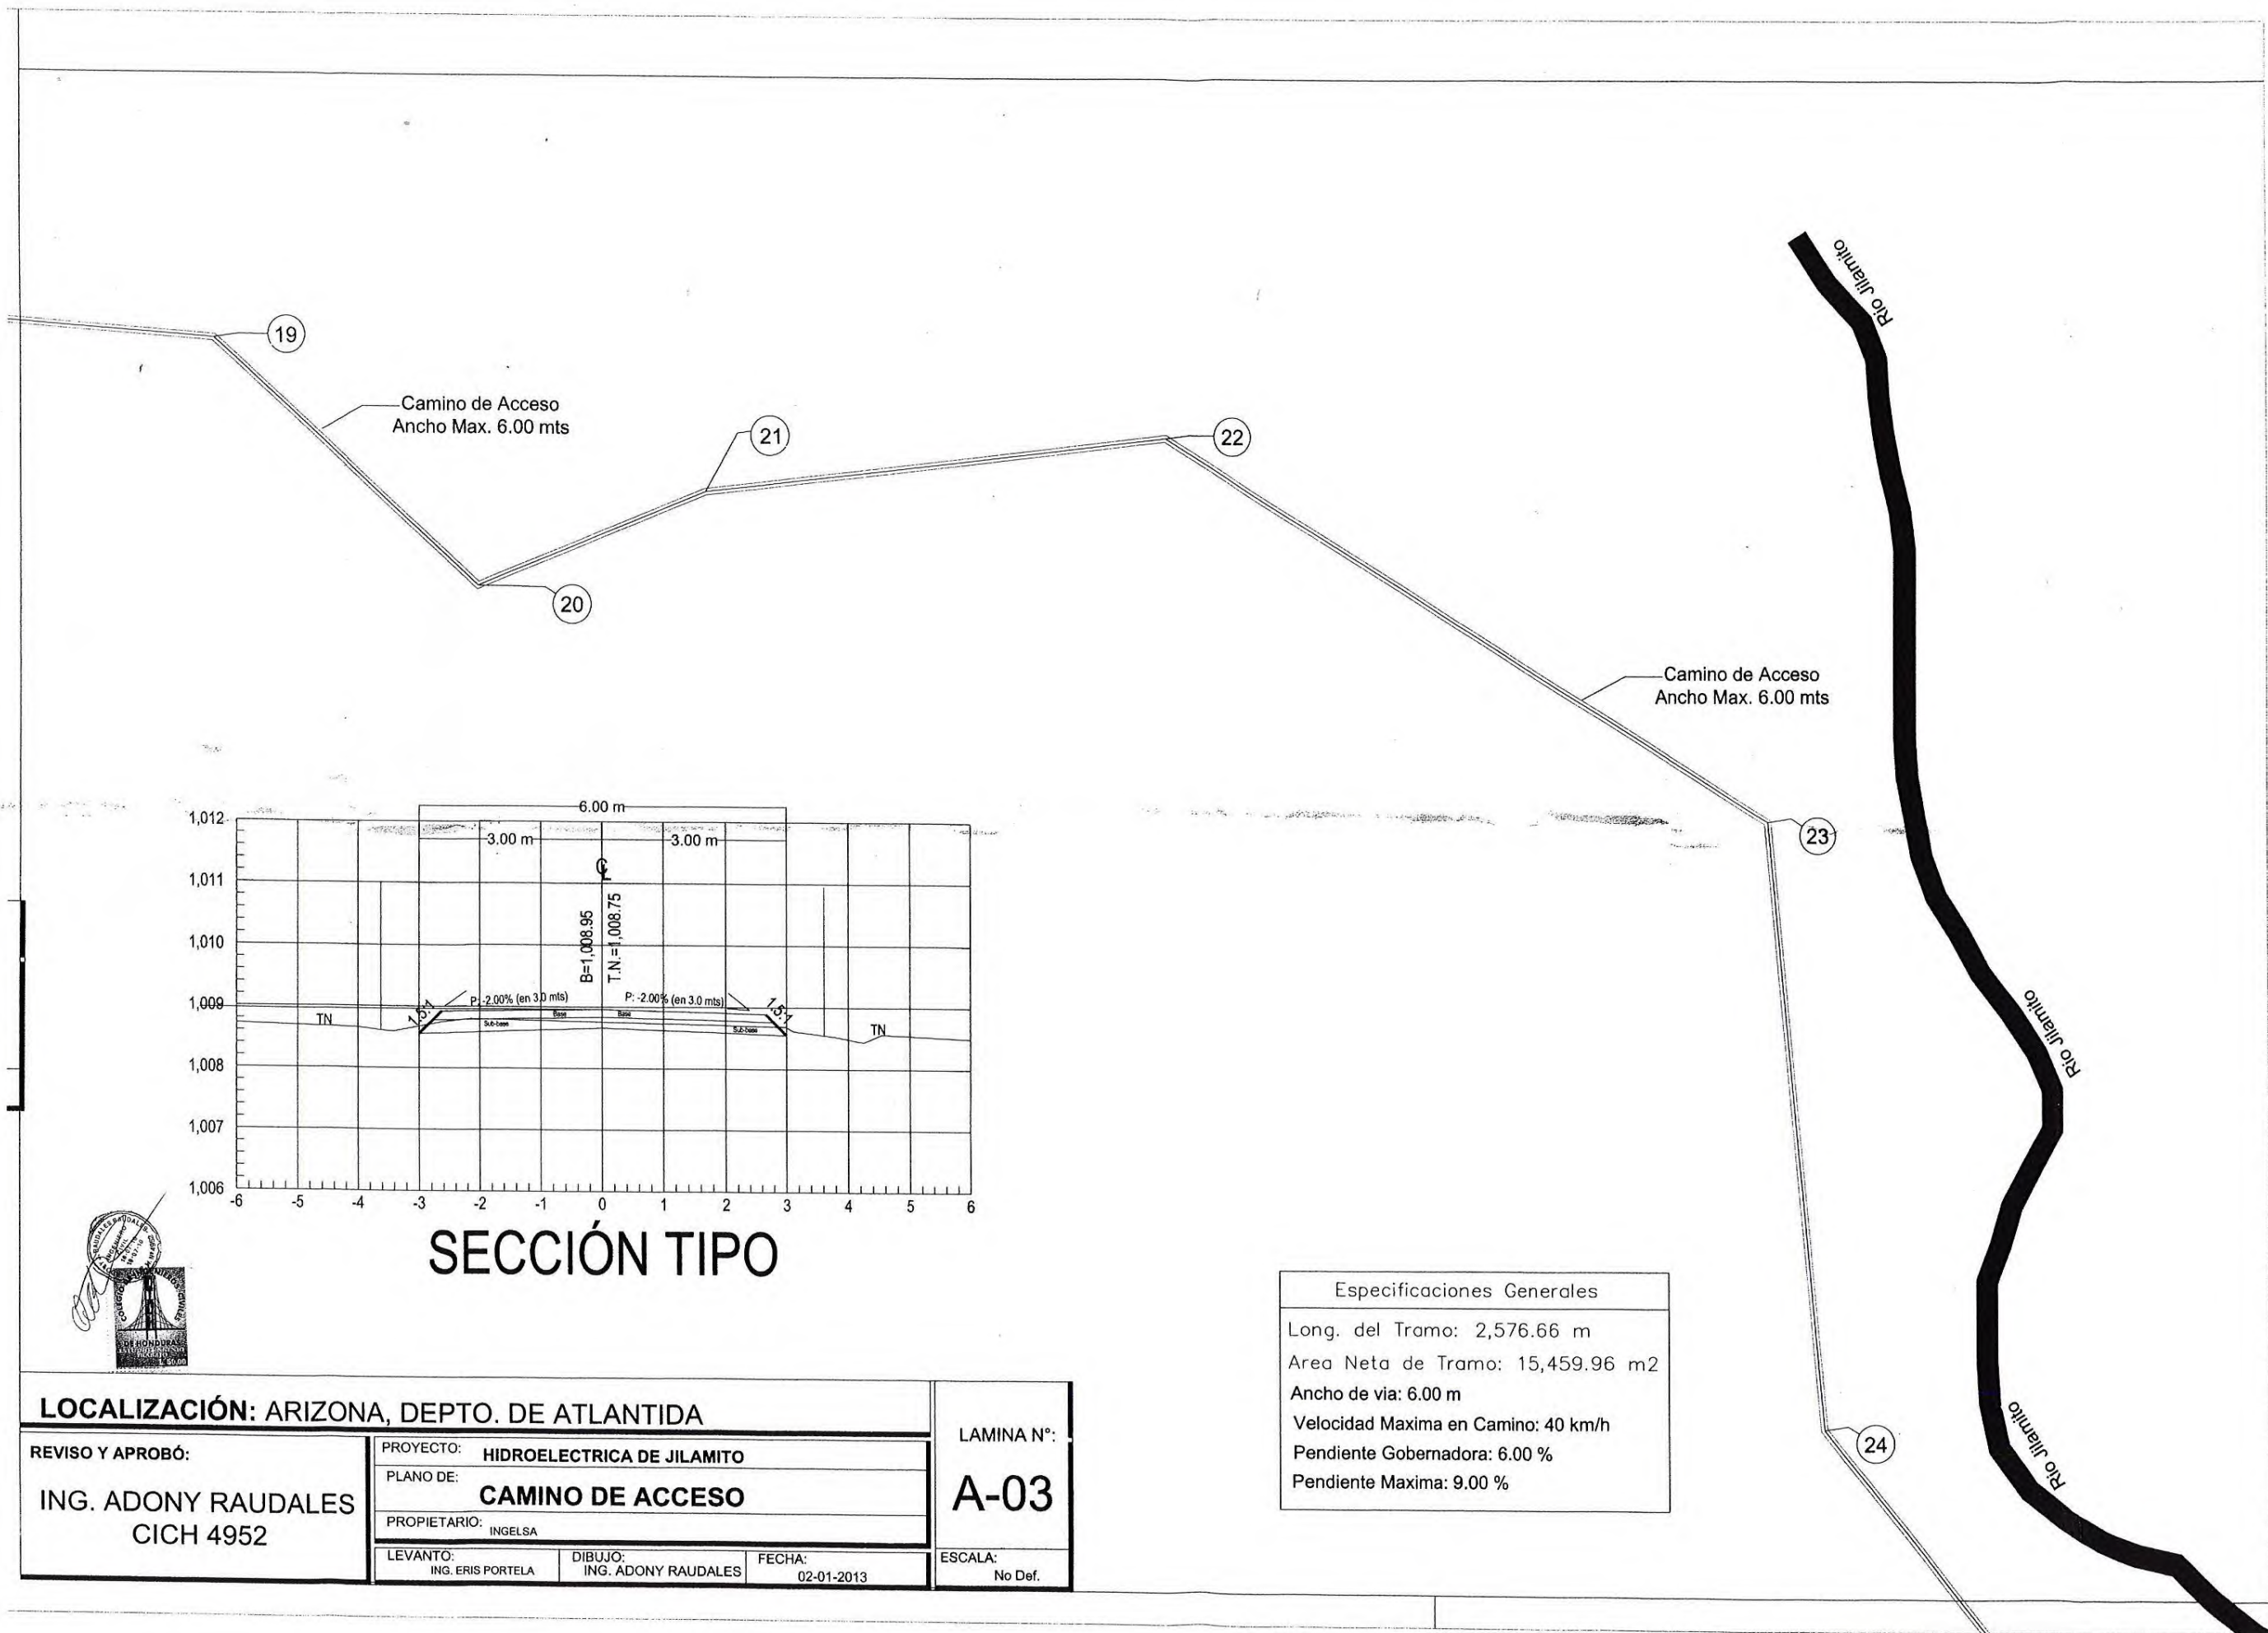 Rio Jilamito
19
Camino de Acceso
Ancho Max. 6.00 mts
21
22
20
Camino de Acceso
Ancho Max. 6.00 mts
23
6.00 m
3.00 m
3.00 m
1,012
1,011
1,010
1,009
1,008
1,007
1,006
B=1,008.95
T.N.=1,008.75
P: -2.00% (en 3.0 mts)
P: -2.00% (en 3.0 mts)
1.5:1
1.5:1
TN
TN
Base
Base
Sub-base
Sub-base
-6 -5 -4 -3 -2 -1 0 1 2 3 4 5 6
SECCIÓN TIPO
Rio Jilamito
Rio Jilamito
24
COLEGIO DE INGENIEROS CIVILES
DE HONDURAS
L. 50.00
Especificaciones Generales
Long. del Tramo: 2,576.66 m
Area Neta de Tramo: 15,459.96 m2
Ancho de via: 6.00 m
Velocidad Maxima en Camino: 40 km/h
Pendiente Gobernadora: 6.00 %
Pendiente Maxima: 9.00 %
LOCALIZACIÓN: ARIZONA, DEPTO. DE ATLANTIDA
REVISO Y APROBÓ:
ING. ADONY RAUDALES
CICH 4952
PROYECTO: HIDROELECTRICA DE JILAMITO
PLANO DE:
CAMINO DE ACCESO
PROPIETARIO: INGELSA
LEVANTO:
ING. ERIS PORTELA
DIBUJO:
ING. ADONY RAUDALES
FECHA:
02-01-2013
LAMINA N°:
A-03
ESCALA:
No Def.